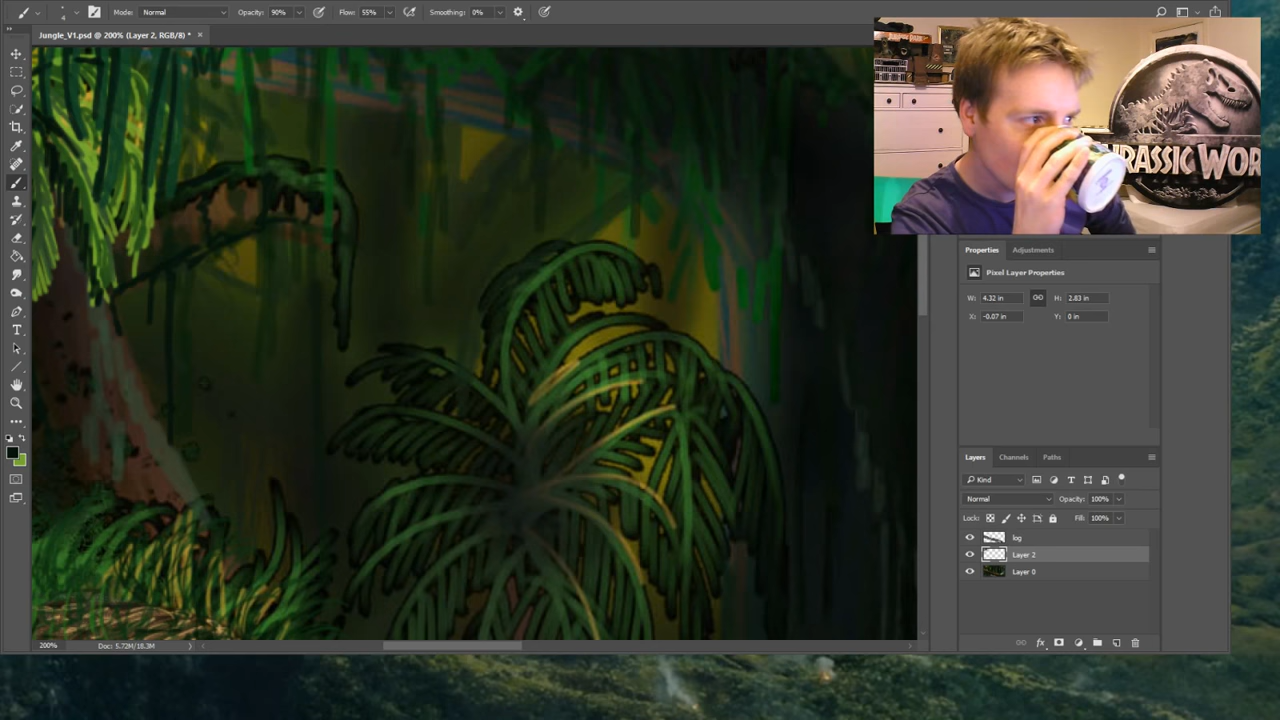 4
Mode: Normal Opacity: 90% Flow: 55% Smoothing: 0%
Jungle_V1.psd @ 200% (Layer 2, RGB/8) * ×
JURASSIC WOR
Properties Adjustments
Pixel Layer Properties
W: 4.32 in H: 2.83 in
X: -0.07 in Y: 0 in
Layers Channels Paths
Kind
Normal Opacity: 100%
Lock: Fill: 100%
log
Layer 2
Layer 0
fx
200% Doc: 5.72M/18.3M